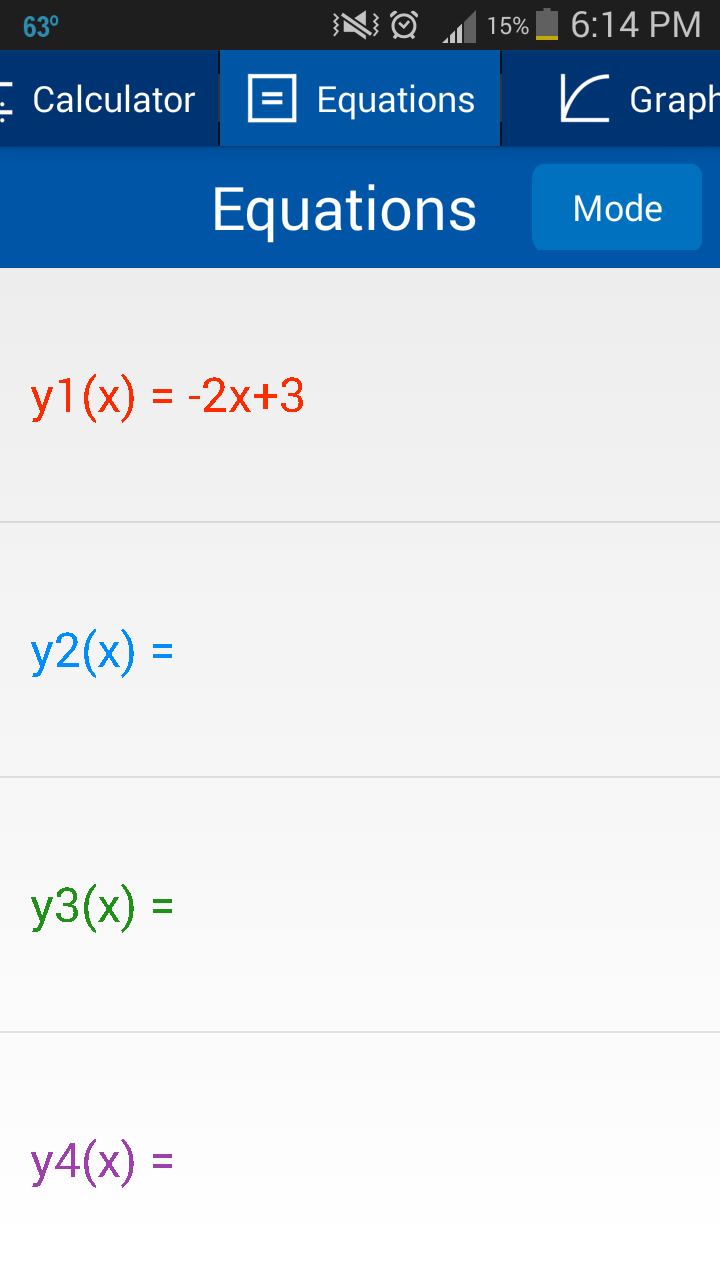 63° 15% 6:14 PM
Calculator Equations Graph
Equations Mode
y1(x) = -2x+3
y2(x) =
y3(x) =
y4(x) =